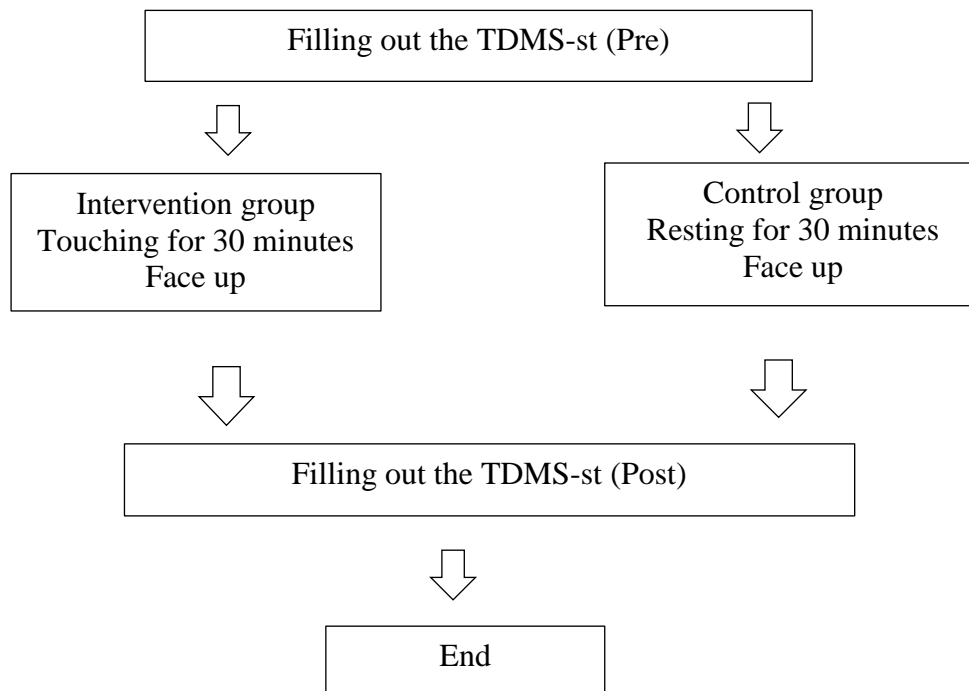 Filling out the TDMS-st (Pre)
Intervention group
Touching for 30 minutes
Face up
Control group
Resting for 30 minutes
Face up
Filling out the TDMS-st (Post)
End